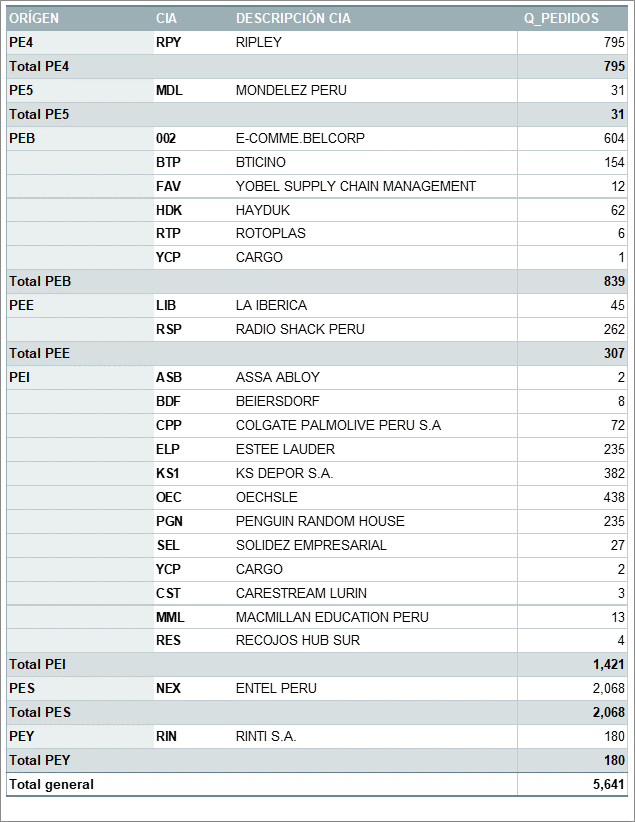 ORÍGEN CIA DESCRIPCIÓN CIA Q_PEDIDOS
PE4 RPY RIPLEY 795
Total PE4 795
PE5 MDL MONDELEZ PERU 31
Total PE5 31
PEB 002 E-COMME.BELCORP 604
BTP BTICINO 154
FAV YOBEL SUPPLY CHAIN MANAGEMENT 12
HDK HAYDUK 62
RTP ROTOPLAS 6
YCP CARGO 1
Total PEB 839
PEE LIB LA IBERICA 45
RSP RADIO SHACK PERU 262
Total PEE 307
PEI ASB ASSA ABLOY 2
BDF BEIERSDORF 8
CPP COLGATE PALMOLIVE PERU S.A 72
ELP ESTEE LAUDER 235
KS1 KS DEPOR S.A. 382
OEC OECHSLE 438
PGN PENGUIN RANDOM HOUSE 235
SEL SOLIDEZ EMPRESARIAL 27
YCP CARGO 2
CST CARESTREAM LURIN 3
MML MACMILLAN EDUCATION PERU 13
RES RECOJOS HUB SUR 4
Total PEI 1,421
PES NEX ENTEL PERU 2,068
Total PES 2,068
PEY RIN RINTI S.A. 180
Total PEY 180
Total general 5,641